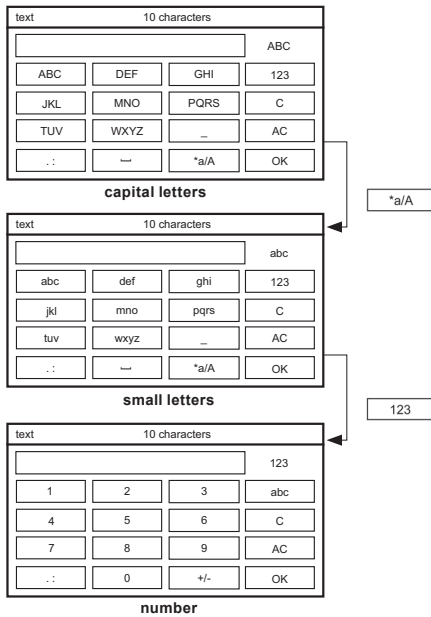 text 10 characters
ABC
ABC DEF GHI 123
JKL MNO PQRS C
TUV WXYZ _ AC
. : ⎵ *a/A OK
capital letters
*a/A
text 10 characters
abc
abc def ghi 123
jkl mno pqrs C
tuv wxyz _ AC
. : ⎵ *a/A OK
small letters
123
text 10 characters
123
1 2 3 abc
4 5 6 C
7 8 9 AC
. : 0 +/- OK
number